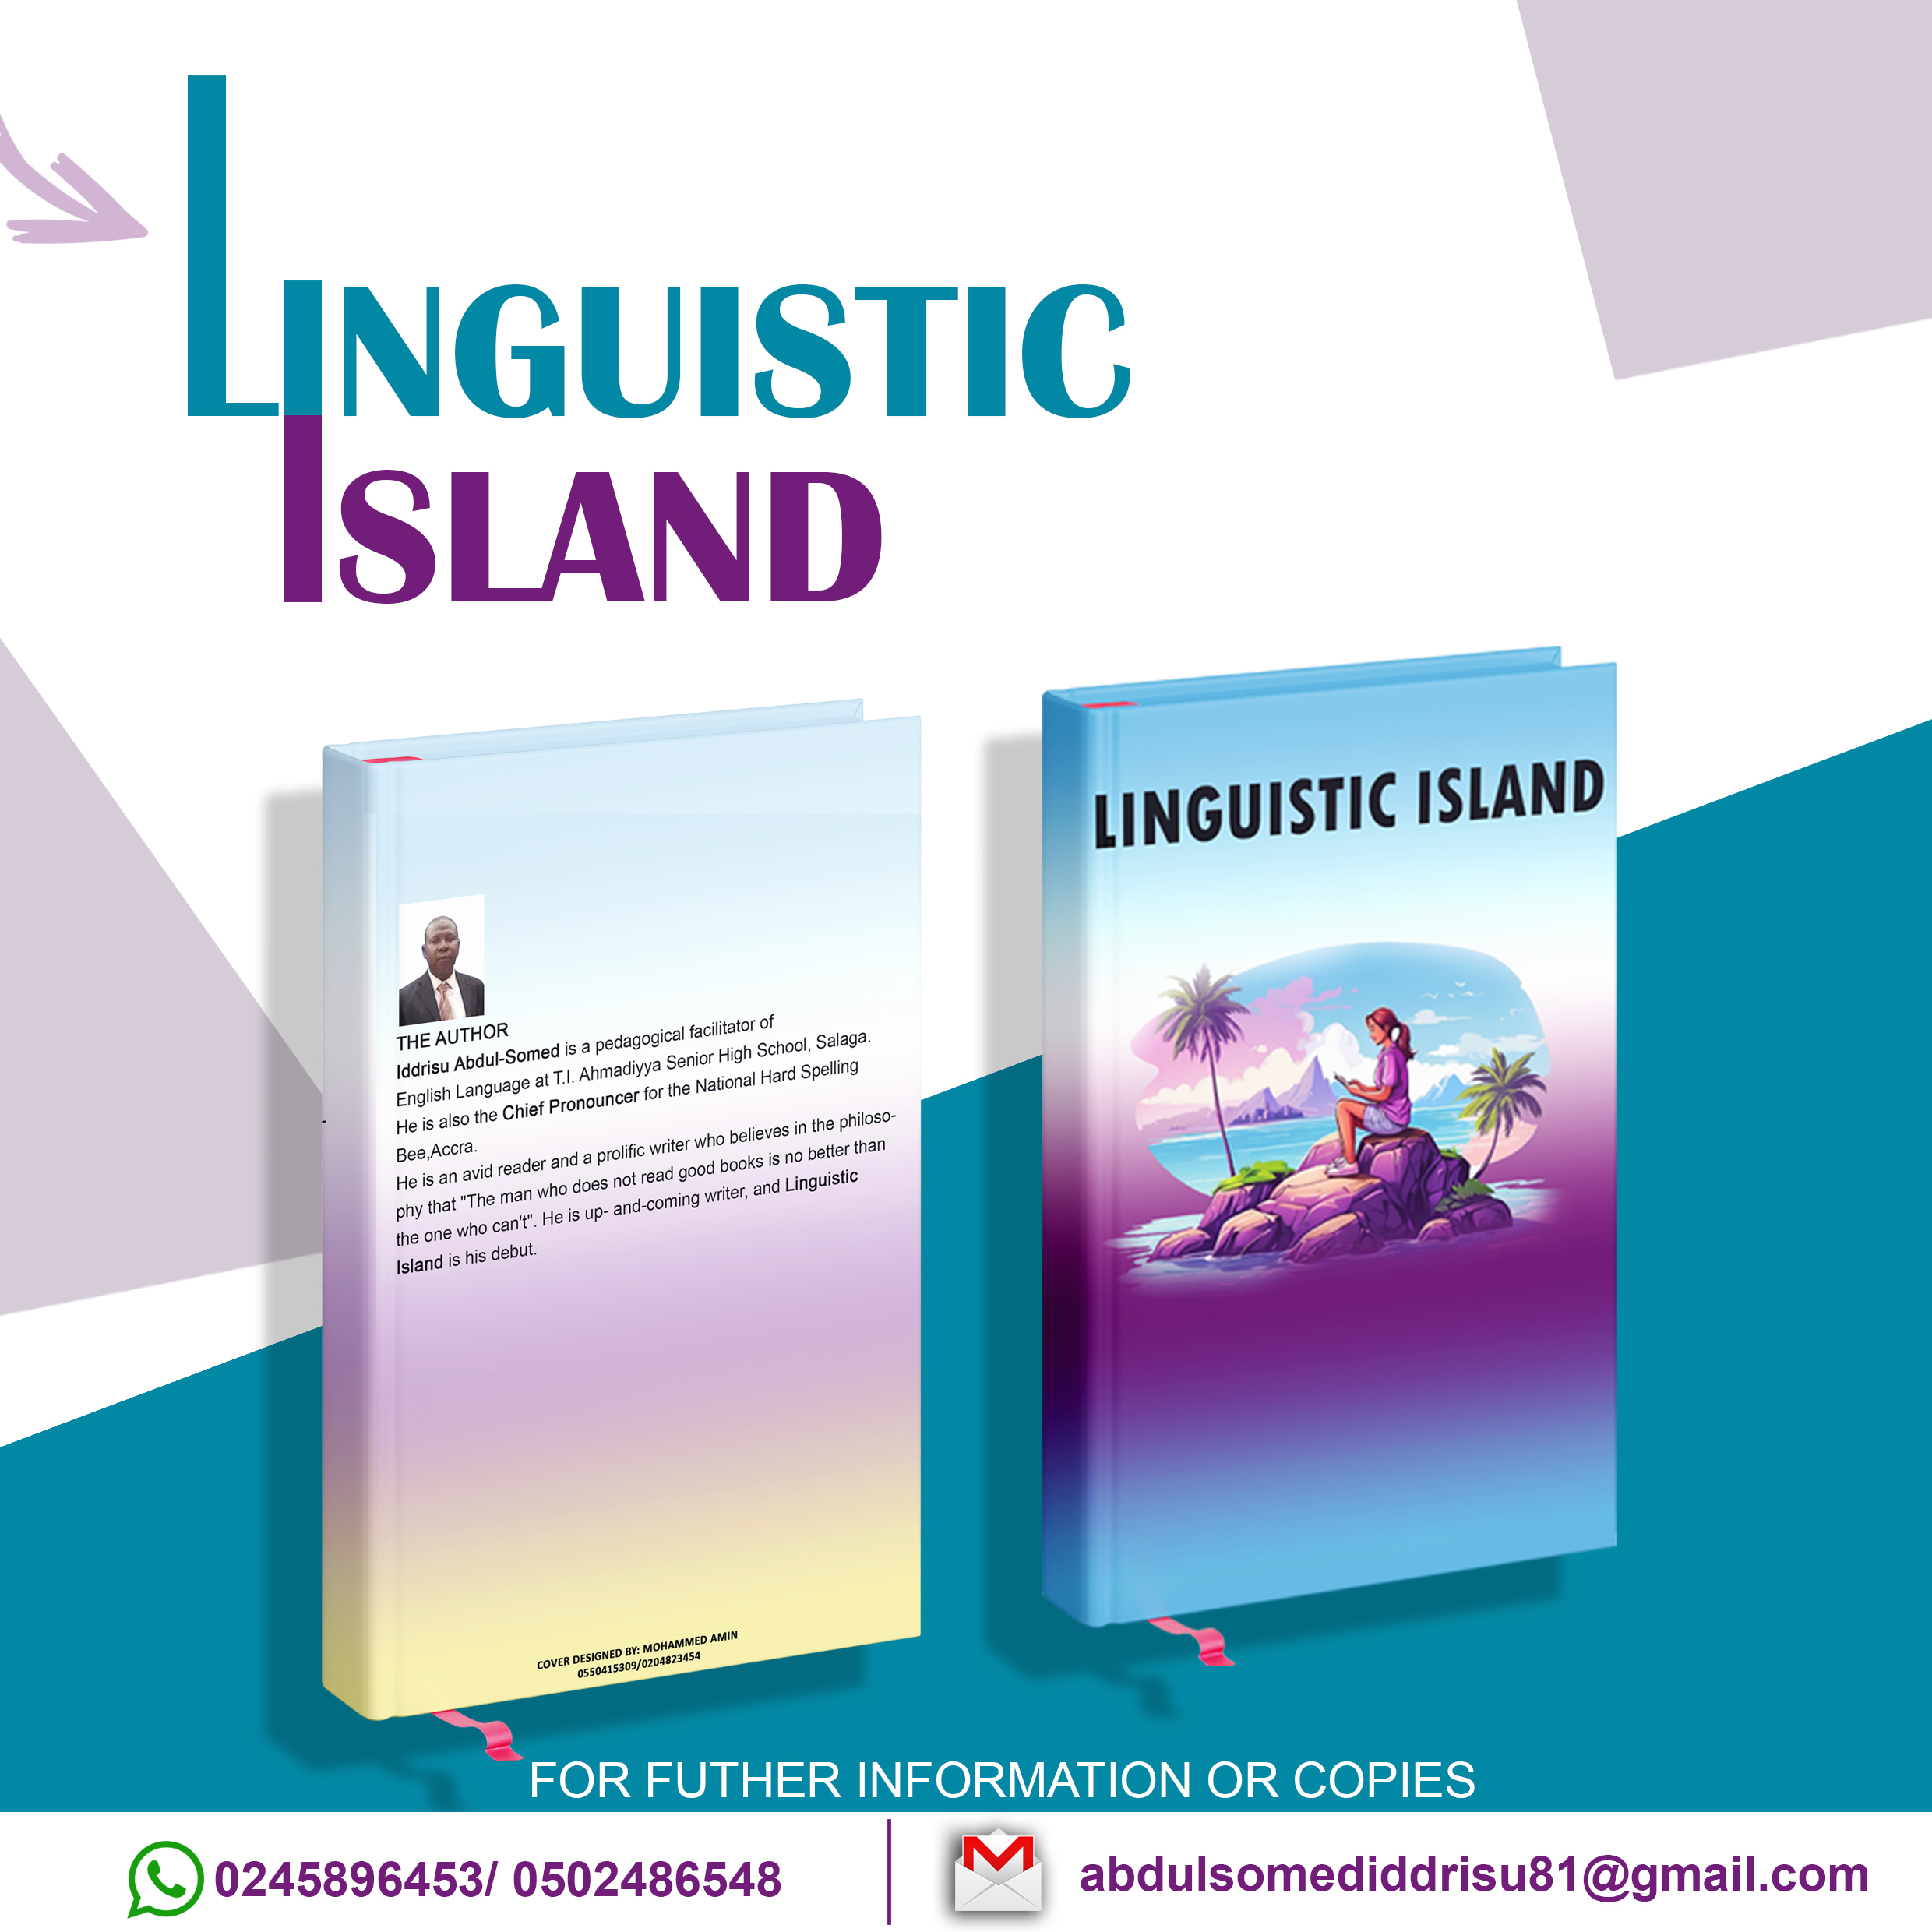 LINGUISTIC
ISLAND
LINGUISTIC ISLAND
THE AUTHOR
Iddrisu Abdul-Somed is a pedagogical facilitator of
English Language at T.I. Ahmadiyya Senior High School, Salaga.
He is also the Chief Pronouncer for the National Hard Spelling
Bee,Accra.
He is an avid reader and a prolific writer who believes in the philoso-
phy that "The man who does not read good books is no better than
the one who can't". He is up- and-coming writer, and Linguistic
Island is his debut.
COVER DESIGNED BY: MOHAMMED AMIN
0550415309/0204823454
FOR FUTHER INFORMATION OR COPIES
0245896453/ 0502486548
abdulsomediddrisu81@gmail.com